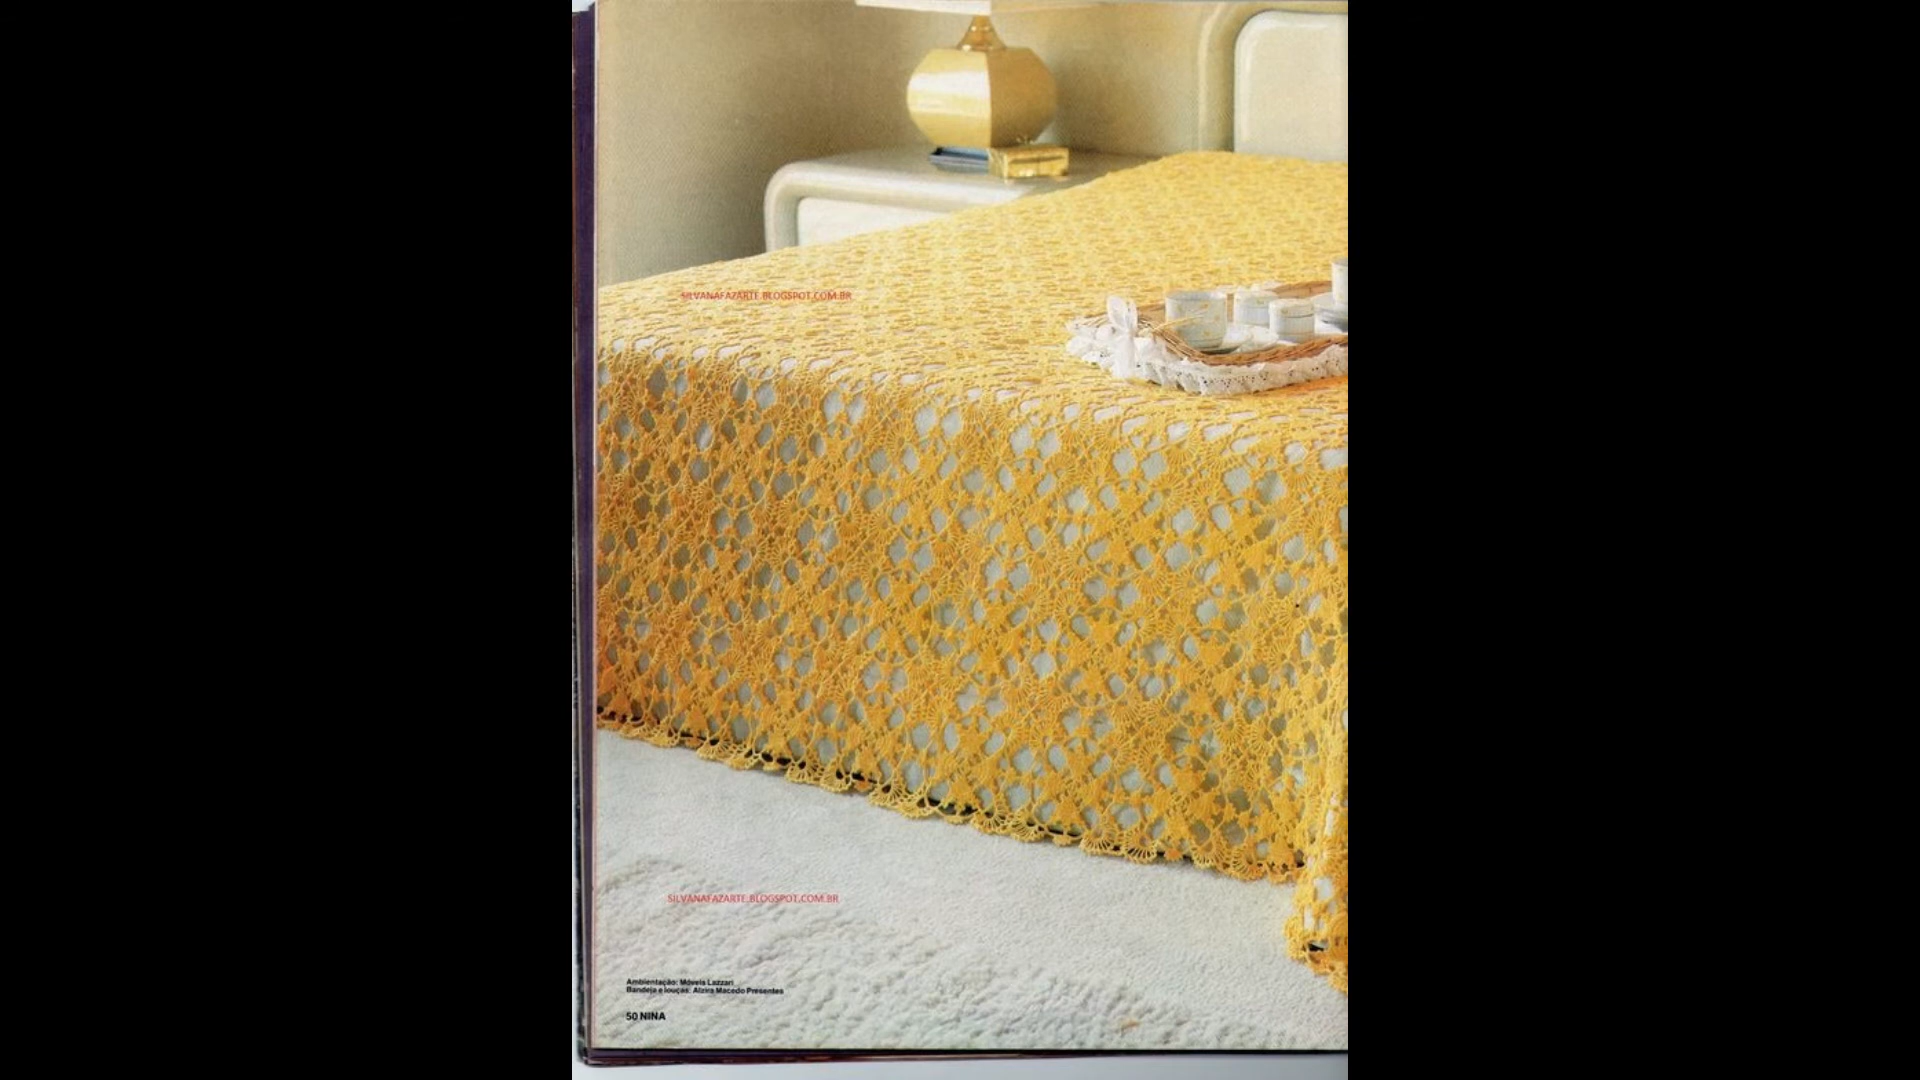 SILVANAFAZARTE.BLOGSPOT.COM.BR
SILVANAFAZARTE.BLOGSPOT.COM.BR
Ambientação: Móveis Lazzari
Bandeja e louças: Alzira Macedo Presentes
50 NINA